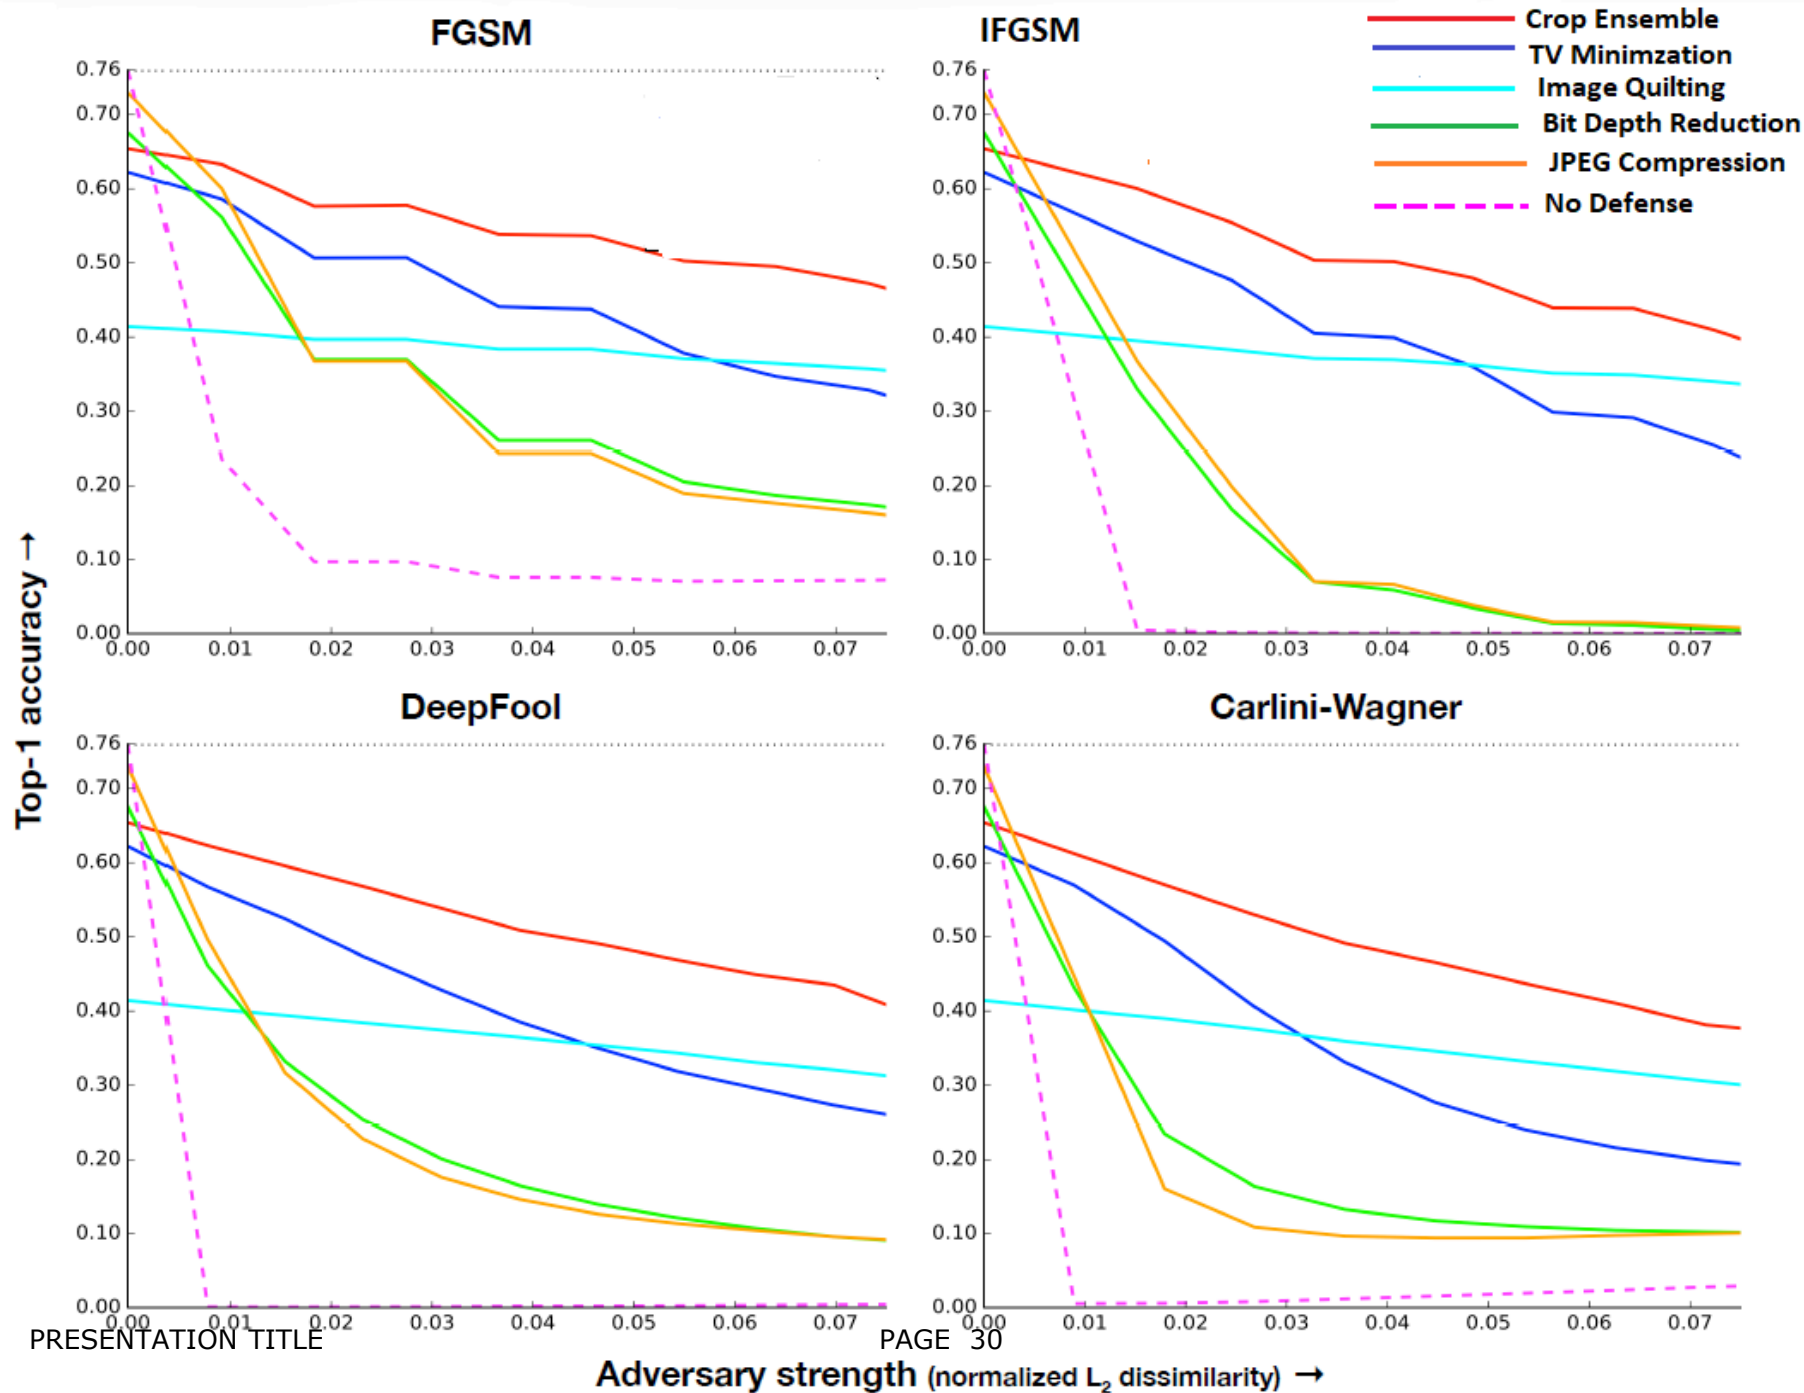 FGSM
IFGSM
Crop Ensemble
TV Minimzation
Image Quilting
Bit Depth Reduction
JPEG Compression
No Defense
0.76
0.70
0.60
0.50
0.40
0.30
0.20
0.10
0.00
0.00 0.01 0.02 0.03 0.04 0.05 0.06 0.07
0.76
0.70
0.60
0.50
0.40
0.30
0.20
0.10
0.00
0.00 0.01 0.02 0.03 0.04 0.05 0.06 0.07
Top-1 accuracy →
DeepFool
Carlini-Wagner
0.76
0.70
0.60
0.50
0.40
0.30
0.20
0.10
0.00
0.00 0.01 0.02 0.03 0.04 0.05 0.06 0.07
0.76
0.70
0.60
0.50
0.40
0.30
0.20
0.10
0.00
0.00 0.01 0.02 0.03 0.04 0.05 0.06 0.07
PRESENTATION TITLE
PAGE 30
Adversary strength (normalized L₂ dissimilarity) →